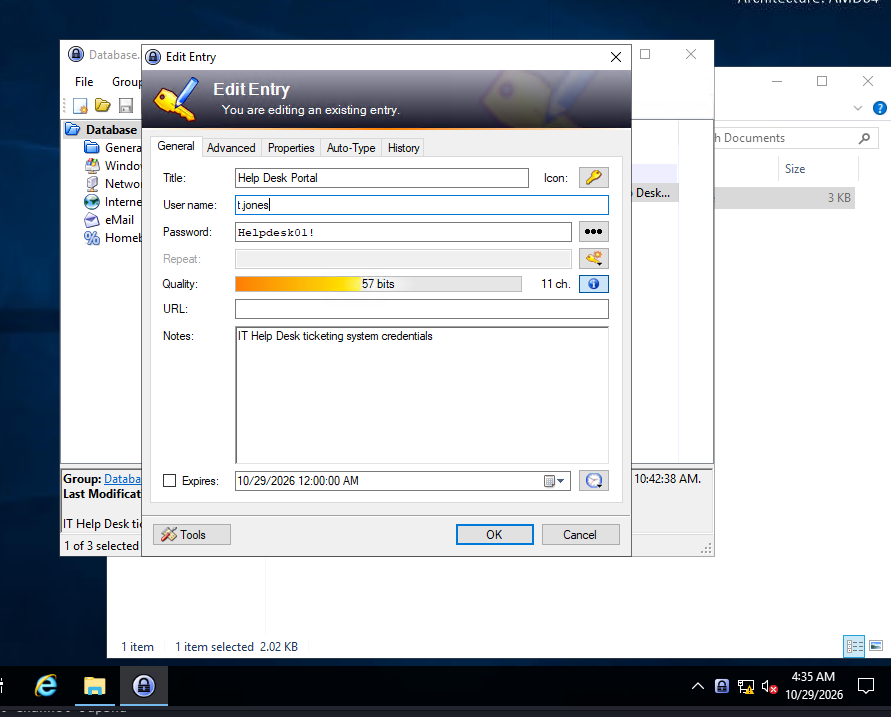 Architecture: AMD64
Database.
Edit Entry
File
Group
Edit Entry
You are editing an existing entry.
h Documents
Database
General
Advanced
Properties
Auto-Type
History
Size
Genera
Title:
Help Desk Portal
Icon:
Windo
Desk...
3 KB
Netwo
User name:
t.jones
Interne
Password:
Helpdesk01!
eMail
Repeat:
Homeb
Quality:
57 bits
11 ch.
URL:
Notes:
IT Help Desk ticketing system credentials
Group: Databa
Expires:
10/29/2026 12:00:00 AM
10:42:38 AM.
Last Modificat
IT Help Desk tic
Tools
OK
Cancel
1 of 3 selected
1 item
1 item selected 2.02 KB
4:35 AM
10/29/2026